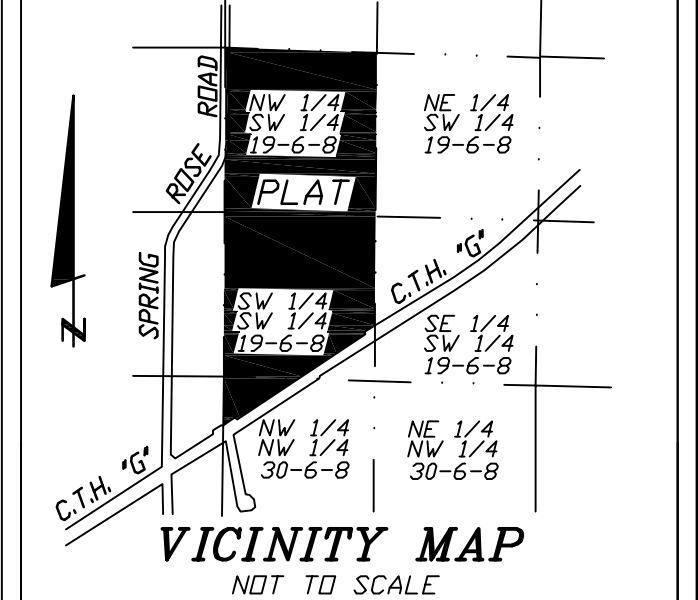 ROAD
NW 1/4
SW 1/4
19-6-8
NE 1/4
SW 1/4
19-6-8
ROSE
PLAT
SPRING
C.T.H. "G"
SW 1/4
SW 1/4
19-6-8
SE 1/4
SW 1/4
19-6-8
N
NW 1/4
NW 1/4
30-6-8
NE 1/4
NW 1/4
30-6-8
C.T.H. "G"
VICINITY MAP
NOT TO SCALE